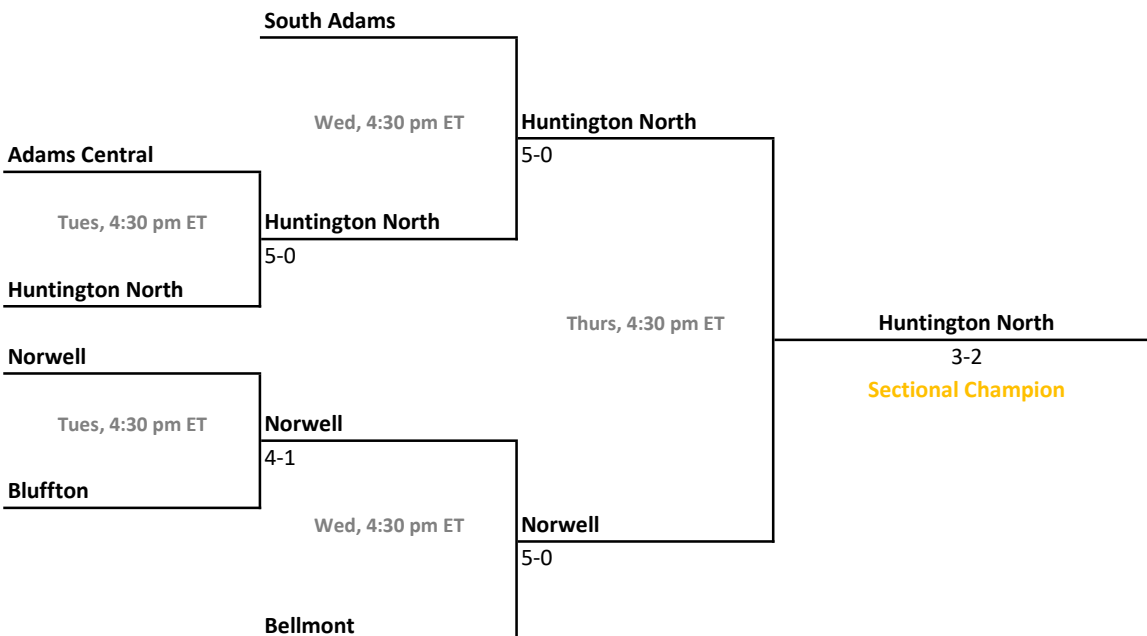 South Adams
Wed, 4:30 pm ET
Huntington North
5-0
Adams Central
Tues, 4:30 pm ET
Huntington North
5-0
Huntington North
Thurs, 4:30 pm ET
Huntington North
3-2
Sectional Champion
Norwell
Tues, 4:30 pm ET
Norwell
4-1
Bluffton
Wed, 4:30 pm ET
Norwell
5-0
Bellmont